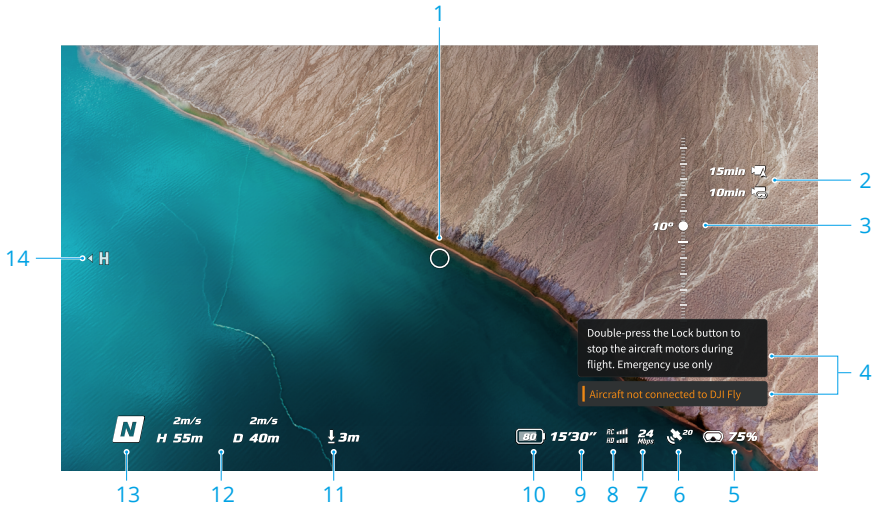 1
15min
10min
2
10°
3
14
H
Double-press the Lock button to
stop the aircraft motors during
flight. Emergency use only
4
Aircraft not connected to DJI Fly
N
2m/s
2m/s
H 55m
D 40m
3m
80
15'30"
RC
HD
24
Mbps
20
75%
13
12
11
10
9
8
7
6
5